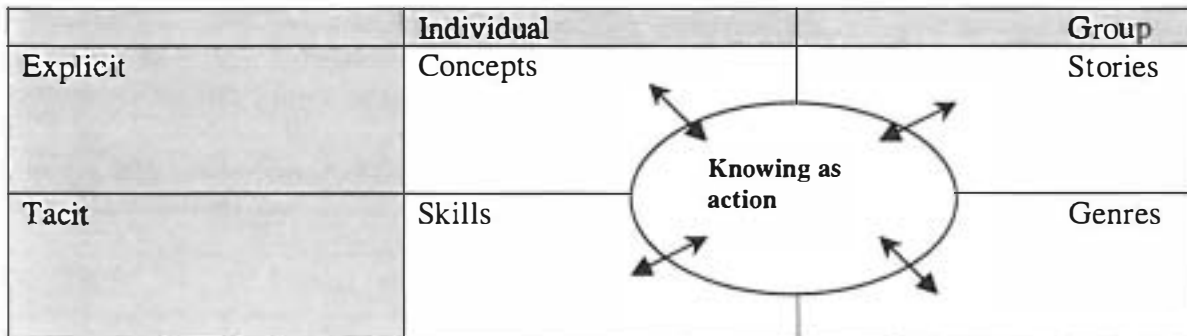 Individual Group
Explicit Concepts Stories
Knowing as
action
Tacit Skills Genres